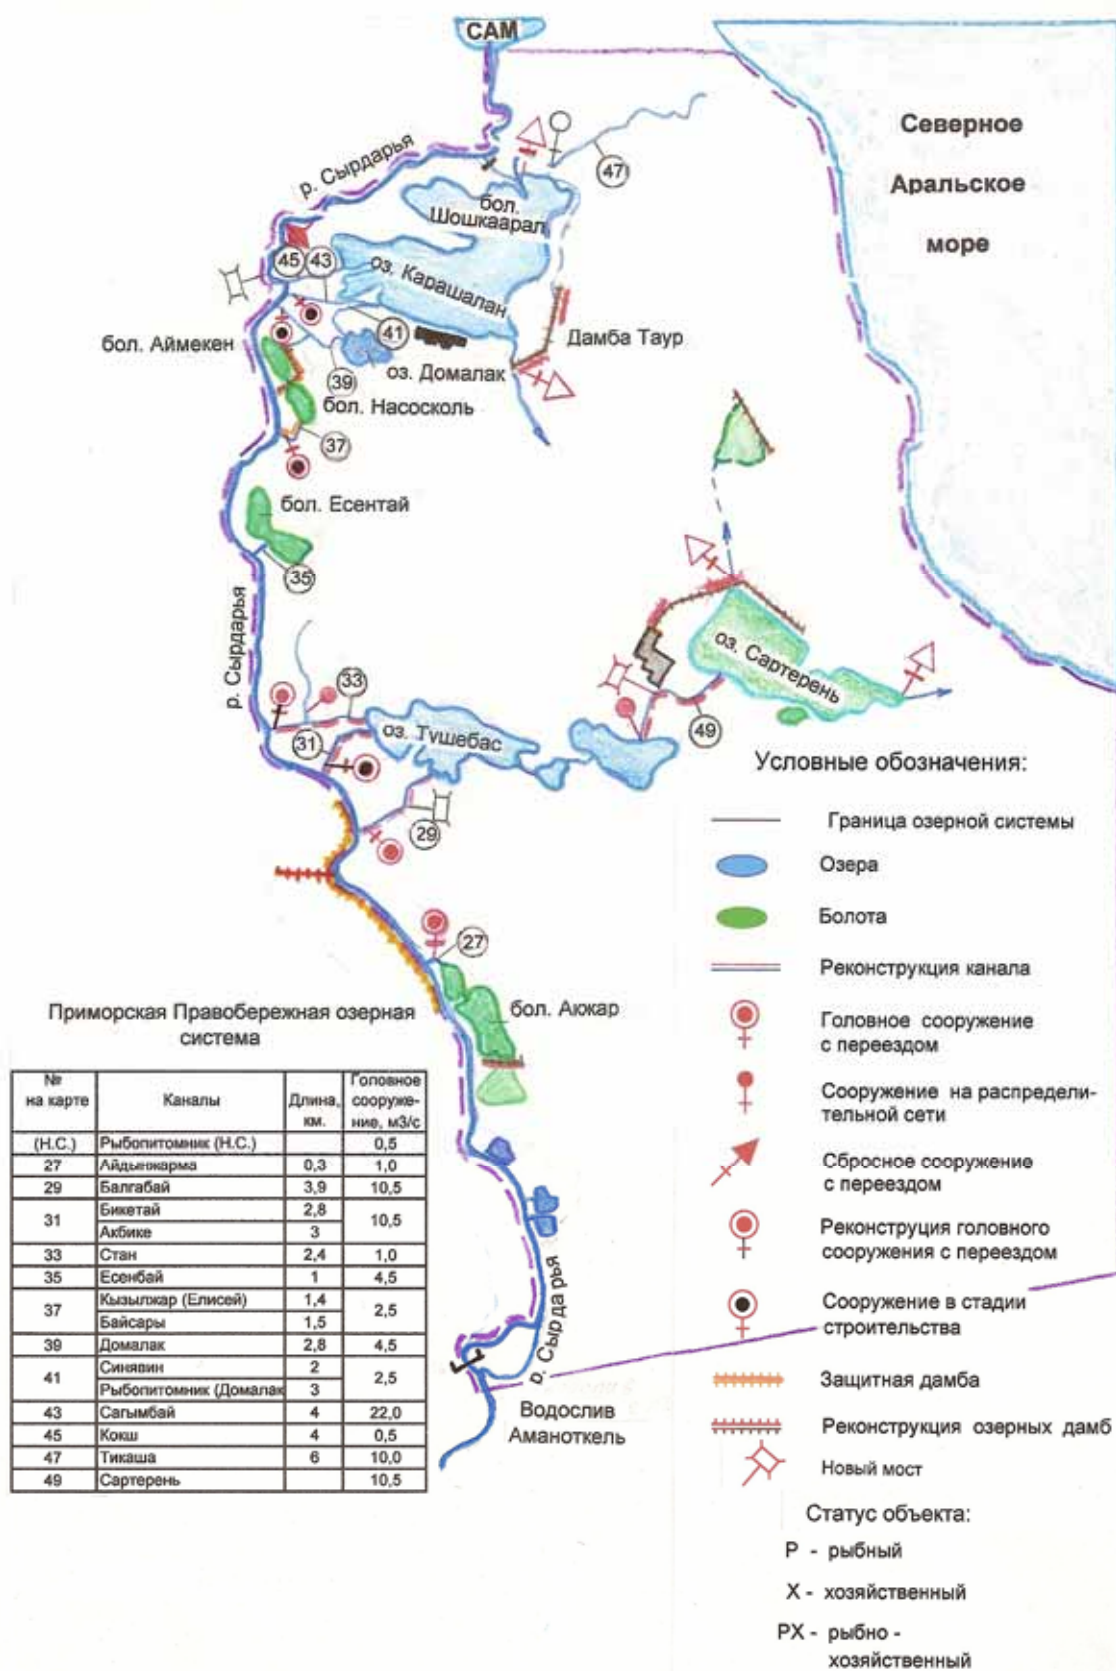 САМ
Северное
Аральское
море
р. Сырдарья
47
бол.
Шошкаарал
45
43
оз. Карашалан
41
Дамба Таур
бол. Аймекен
39
оз. Домалак
бол. Насосколь
37
бол. Есентай
35
р. Сырдарья
33
оз. Тушебас
31
оз. Сартерень
49
29
27
бол. Акжар
р. Сырдарья
Водослив
Аманоткель
Приморская Правобережная озерная
система
№ на карте | Каналы | Длина, км. | Головное сооруже-ние, м3/с
(Н.С.) | Рыбопитомник (Н.С.) | | 0,5
27 | Айдынжарма | 0,3 | 1,0
29 | Балгабай | 3,9 | 10,5
31 | Бикетай | 2,8 | 10,5
Акбике | 3
33 | Стан | 2,4 | 1,0
35 | Есенбай | 1 | 4,5
37 | Кызылжар (Елисей) | 1,4 | 2,5
Байсары | 1,5
39 | Домалак | 2,8 | 4,5
41 | Синявин | 2 | 2,5
Рыбопитомник (Домалак | 3
43 | Сагымбай | 4 | 22,0
45 | Кокш | 4 | 0,5
47 | Тикаша | 6 | 10,0
49 | Сартерень | | 10,5
Условные обозначения:
Граница озерной системы
Озера
Болота
Реконструкция канала
Головное сооружение
с переездом
Сооружение на распредели-
тельной сети
Сбросное сооружение
с переездом
Реконструция головного
сооружения с переездом
Сооружение в стадии
строительства
Защитная дамба
Реконструкция озерных дамб
Новый мост
Статус объекта:
Р - рыбный
Х - хозяйственный
РХ - рыбно -
хозяйственный